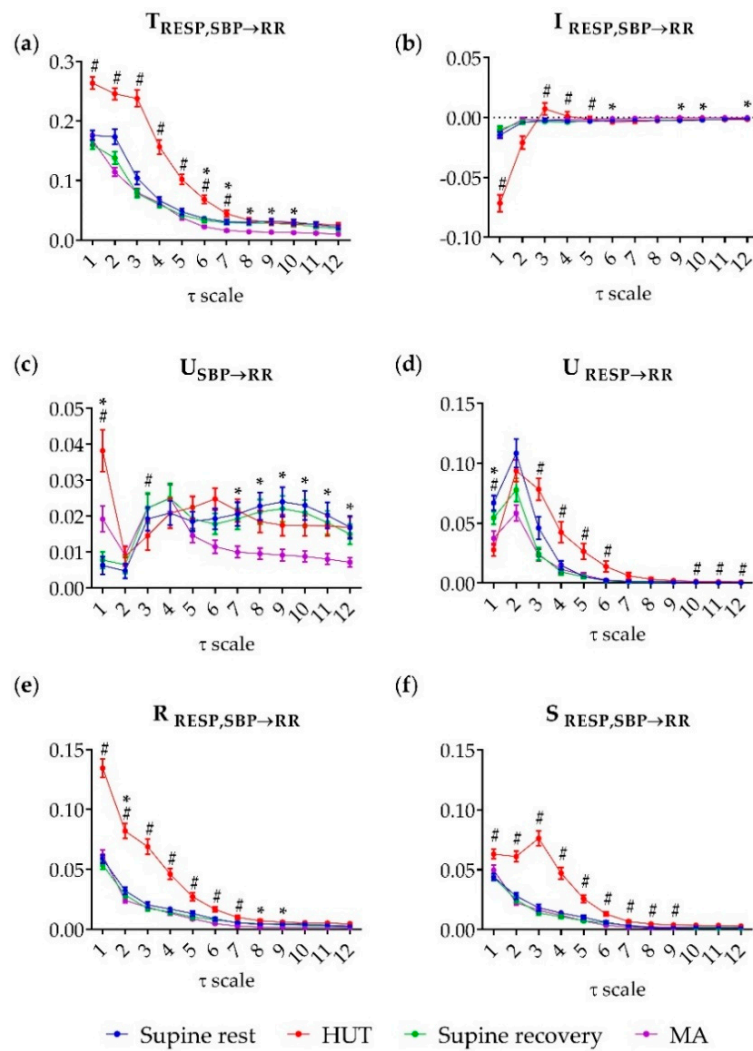 (a) T RESP,SBP→RR
0.3
0.2
0.1
0.0
# # # # # * # * # * * *
1 2 3 4 5 6 7 8 9 10 11 12
τ scale
(b) I RESP,SBP→RR
0.00
-0.05
-0.10
# # # # * * * *
1 2 3 4 5 6 7 8 9 10 11 12
τ scale
(c) U SBP→RR
0.05
0.04
0.03
0.02
0.01
0.00
* # # * * * * * *
1 2 3 4 5 6 7 8 9 10 11 12
τ scale
(d) U RESP→RR
0.15
0.10
0.05
0.00
* # # # # # # # #
1 2 3 4 5 6 7 8 9 10 11 12
τ scale
(e) R RESP,SBP→RR
0.15
0.10
0.05
0.00
# * # # # # # # * *
1 2 3 4 5 6 7 8 9 10 11 12
τ scale
(f) S RESP,SBP→RR
0.15
0.10
0.05
0.00
# # # # # # # # #
1 2 3 4 5 6 7 8 9 10 11 12
τ scale
Supine rest HUT Supine recovery MA